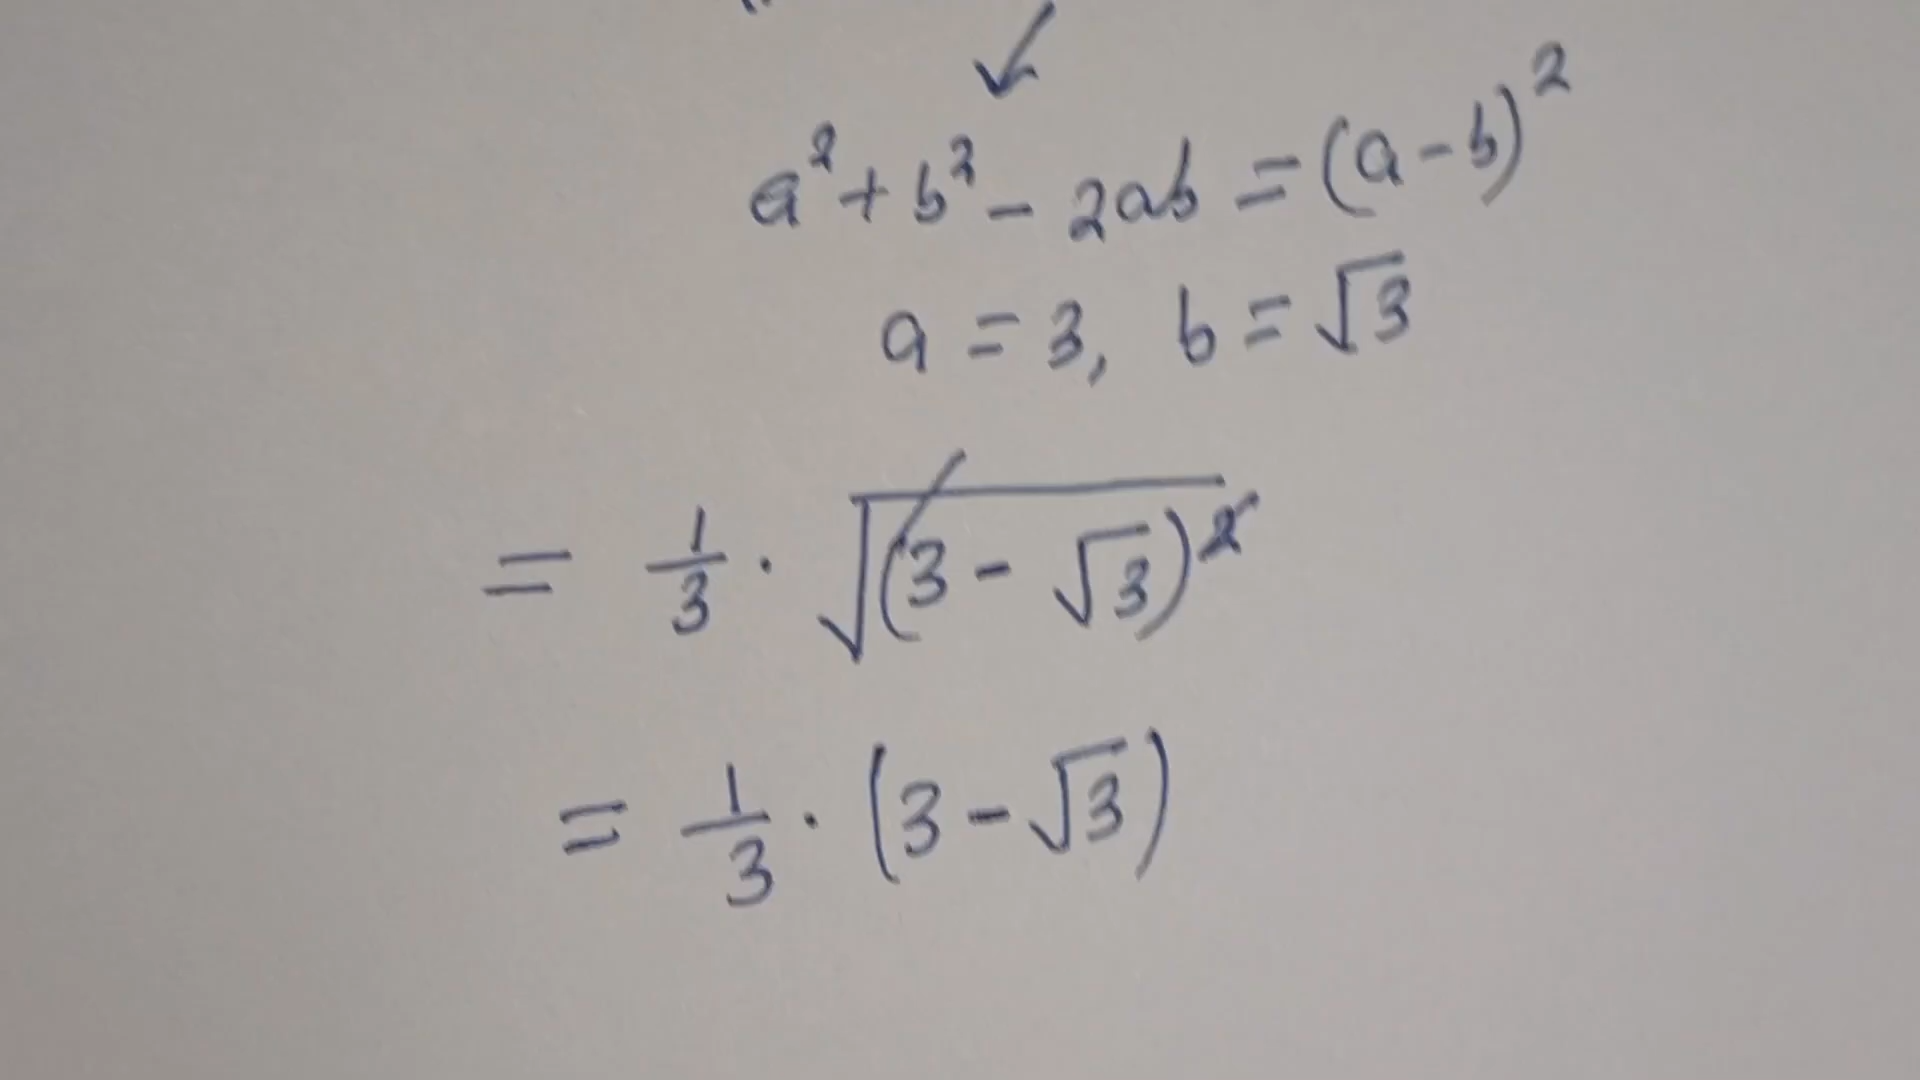 a² + b² - 2ab = (a - b)²
a = 3, b = √3
= 1/3 · √(3 - √3)²
= 1/3 · (3 - √3)